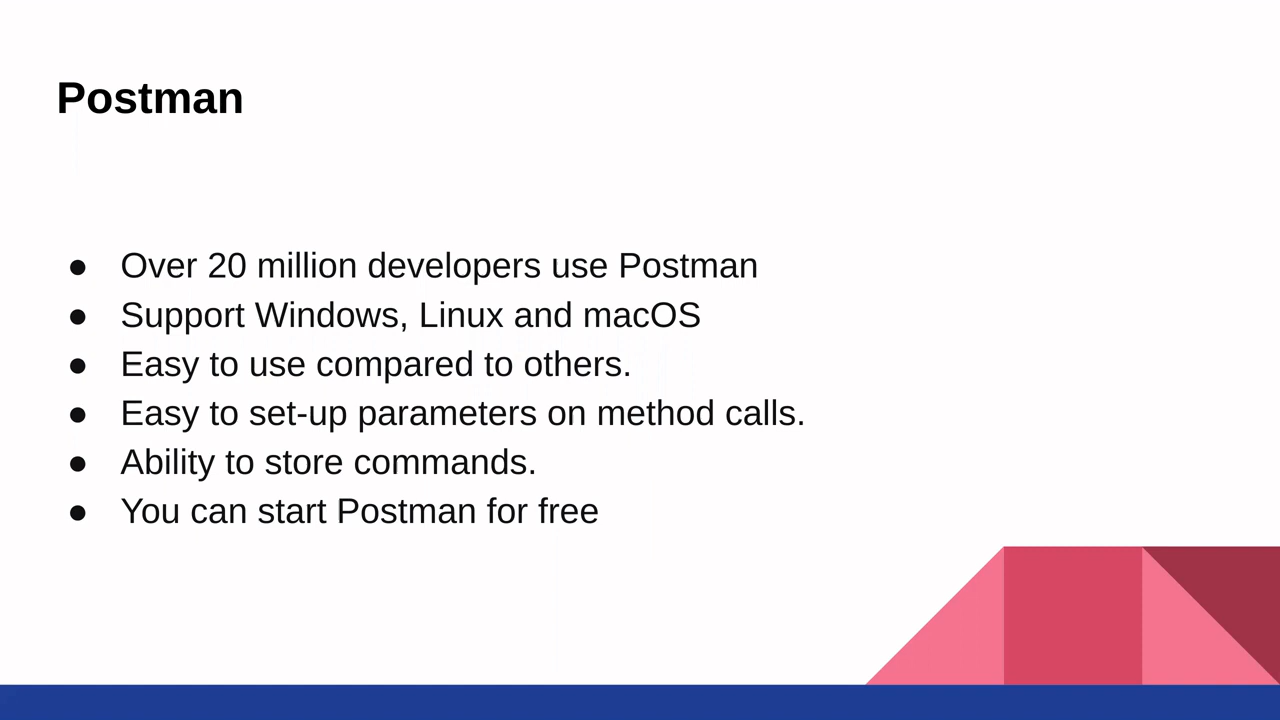 Postman
● Over 20 million developers use Postman
● Support Windows, Linux and macOS
● Easy to use compared to others.
● Easy to set-up parameters on method calls.
● Ability to store commands.
● You can start Postman for free